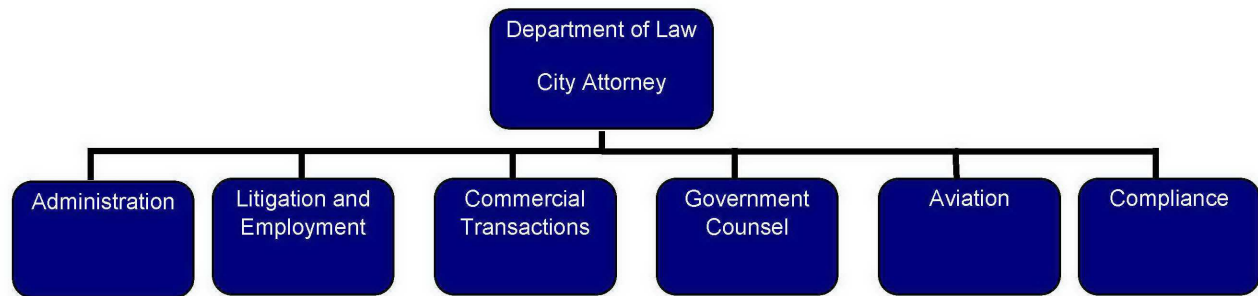 Department of Law
City Attorney
Administration
Litigation and
Employment
Commercial
Transactions
Government
Counsel
Aviation
Compliance